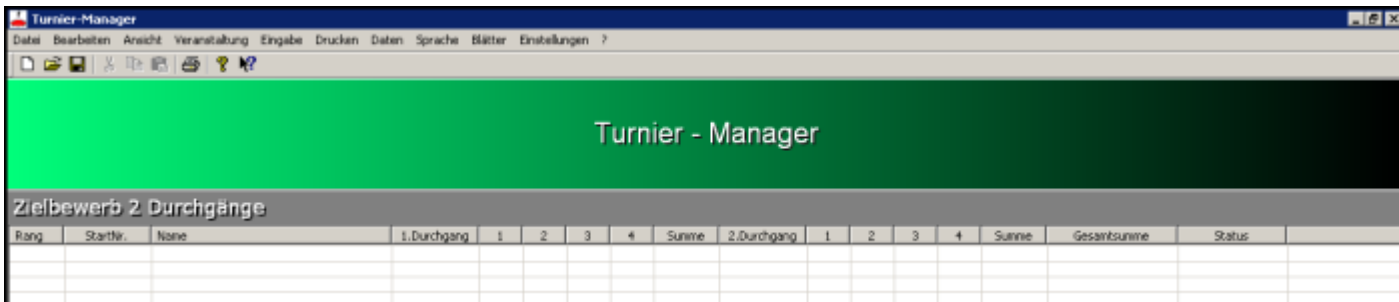 Turnier-Manager
Datei Bearbeiten Ansicht Veranstaltung Eingabe Drucken Daten Sprache Blätter Einstellungen ?
Turnier - Manager
Zielbewerb 2 Durchgänge
Rang StartNr. Name 1.Durchgang 1 2 3 4 Summe 2.Durchgang 1 2 3 4 Summe Gesamtsumme Status